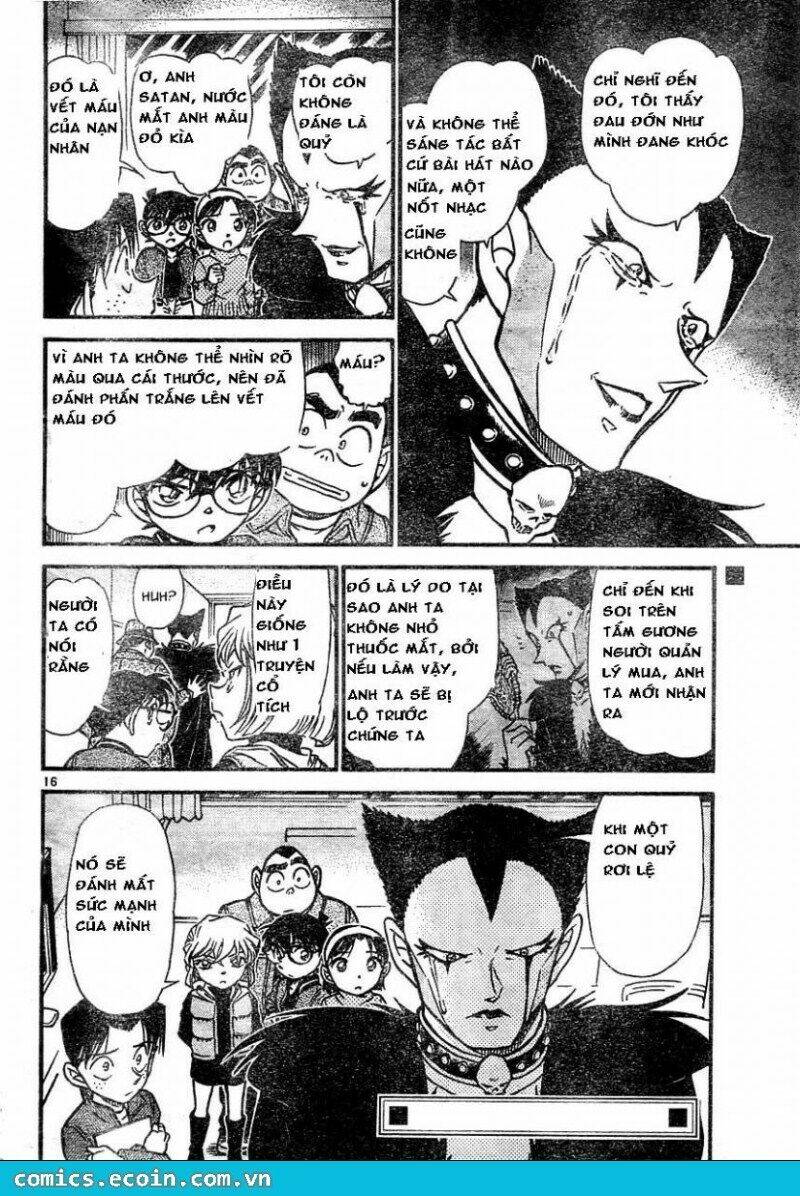 CHỈ NGHĨ ĐẾN
ĐÓ, TÔI THẤY
ĐAU ĐỚN NHƯ
MÌNH ĐANG KHÓC
VÀ KHÔNG THỂ
SÁNG TÁC BẤT
CỨ BÀI HÁT NÀO
NỮA, MỘT
NỐT NHẠC
CŨNG
KHÔNG
TÔI CÒN
KHÔNG
ĐÁNG LÀ
QUỶ
Ơ, ANH
SATAN, NƯỚC
MẮT ANH MÀU
ĐỎ KÌA
ĐÓ LÀ
VẾT MÁU
CỦA NẠN
NHÂN
MÁU?
VÌ ANH TA KHÔNG THỂ NHÌN RÕ
MÀU QUA CÁI THƯỚC, NÊN ĐÃ
ĐÁNH PHẤN TRẮNG LÊN VẾT
MÁU ĐÓ
CHỈ ĐẾN KHI
SOI TRÊN
TẤM GƯƠNG
NGƯỜI QUẢN
LÝ MUA, ANH
TA MỚI NHẬN
RA
ĐÓ LÀ LÝ DO TẠI
SAO ANH TA
KHÔNG NHỎ
THUỐC MẮT, BỞI
NẾU LÀM VẬY,
ANH TA SẼ BỊ
LỘ TRƯỚC
CHÚNG TA
ĐIỀU
NÀY
GIỐNG
NHƯ 1
TRUYỆN
CỔ
TÍCH
HUH?
NGƯỜI
TA CÓ
NÓI
RẰNG
16
KHI MỘT
CON QUỶ
RƠI LỆ
NÓ SẼ
ĐÁNH MẤT
SỨC MẠNH
CỦA MÌNH
comics.ecoin.com.vn